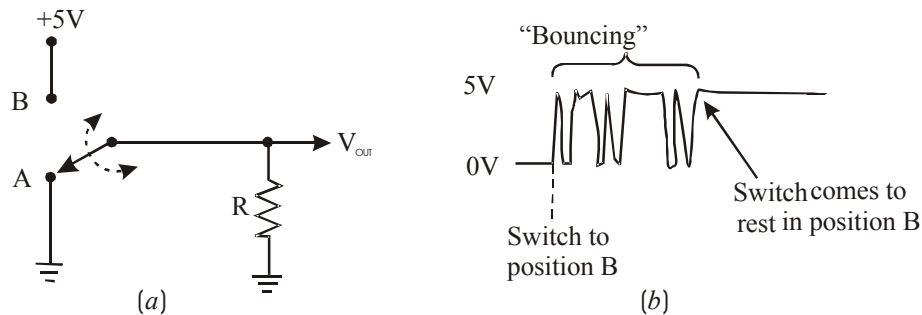 +5V
B
A
V_OUT
R
(a)
"Bouncing"
5V
0V
Switch to
position B
Switch comes to
rest in position B
(b)